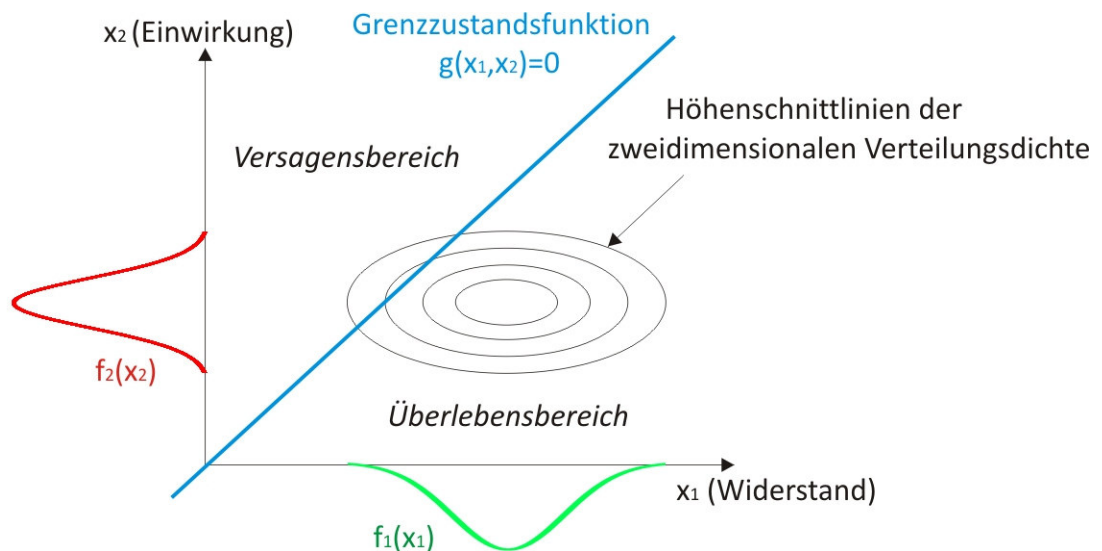 x₂ (Einwirkung)
Grenzzustandsfunktion
g(x₁,x₂)=0
Höhenschnittlinien der
zweidimensionalen Verteilungsdichte
Versagensbereich
f₂(x₂)
Überlebensbereich
x₁ (Widerstand)
f₁(x₁)